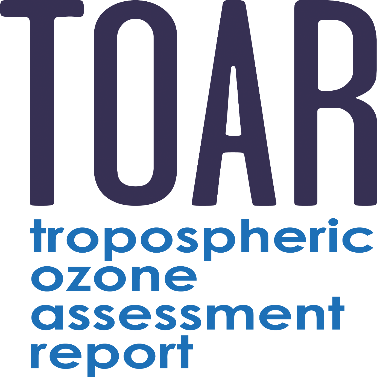 TOAR
tropospheric
ozone
assessment
report